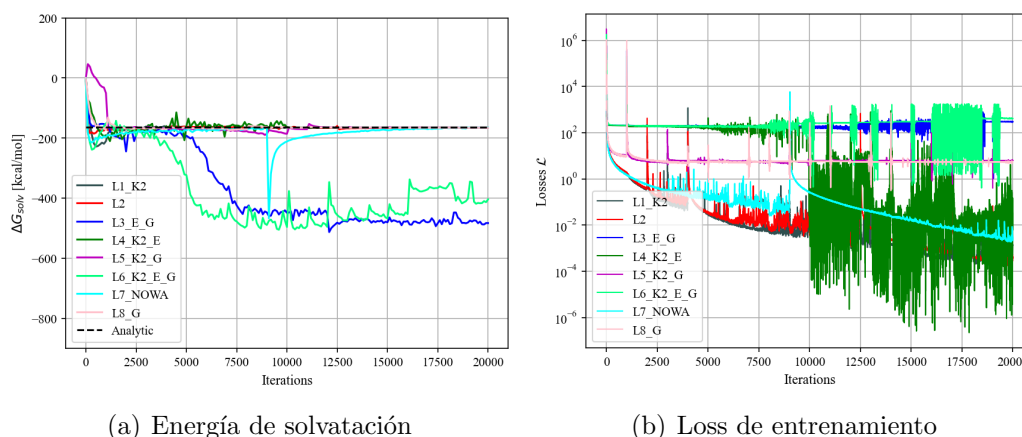 200
0
−200
−400
−600
−800
ΔG_solv [kcal/mol]
L1_K2
L2
L3_E_G
L4_K2_E
L5_K2_G
L6_K2_E_G
L7_NOWA
L8_G
Analytic
0 2500 5000 7500 10000 12500 15000 17500 20000
Iterations
(a) Energía de solvatación
10^6
10^4
10^2
10^0
10^−2
10^−4
10^−6
Losses ℒ
L1_K2
L2
L3_E_G
L4_K2_E
L5_K2_G
L6_K2_E_G
L7_NOWA
L8_G
0 2500 5000 7500 10000 12500 15000 17500 20000
Iterations
(b) Loss de entrenamiento